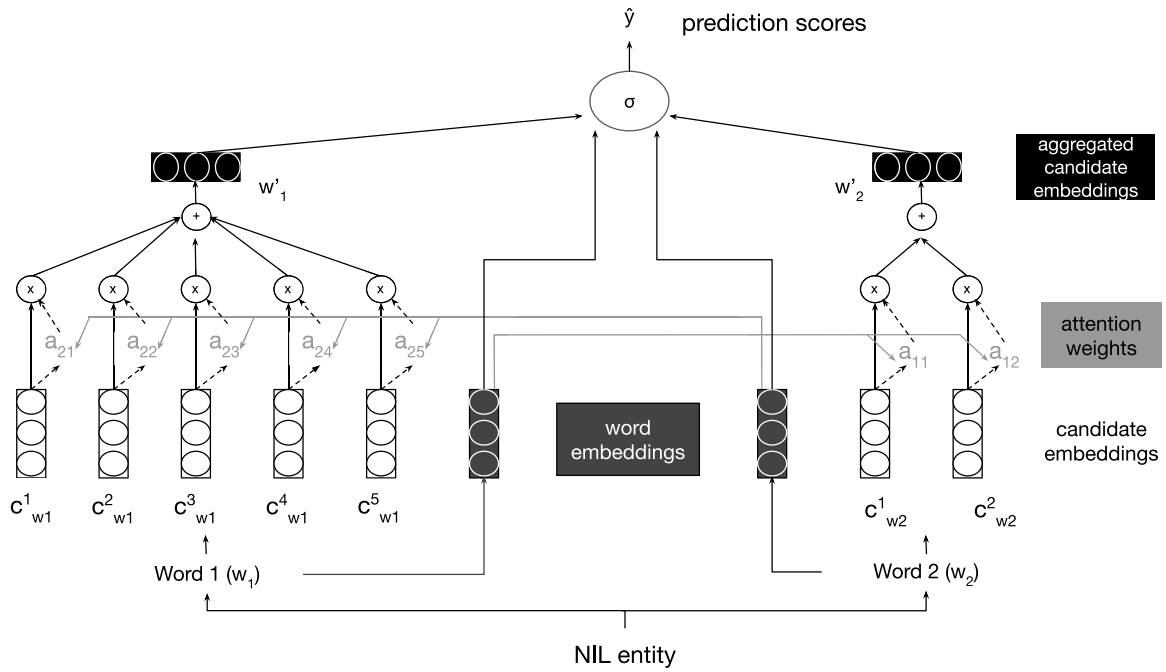 ŷ
prediction scores
σ
aggregated
candidate
embeddings
w'1
w'2
+
+
x
x
x
x
x
x
x
a21
a22
a23
a24
a25
a11
a12
attention
weights
word
embeddings
candidate
embeddings
c1w1
c2w1
c3w1
c4w1
c5w1
c1w2
c2w2
Word 1 (w1)
Word 2 (w2)
NIL entity